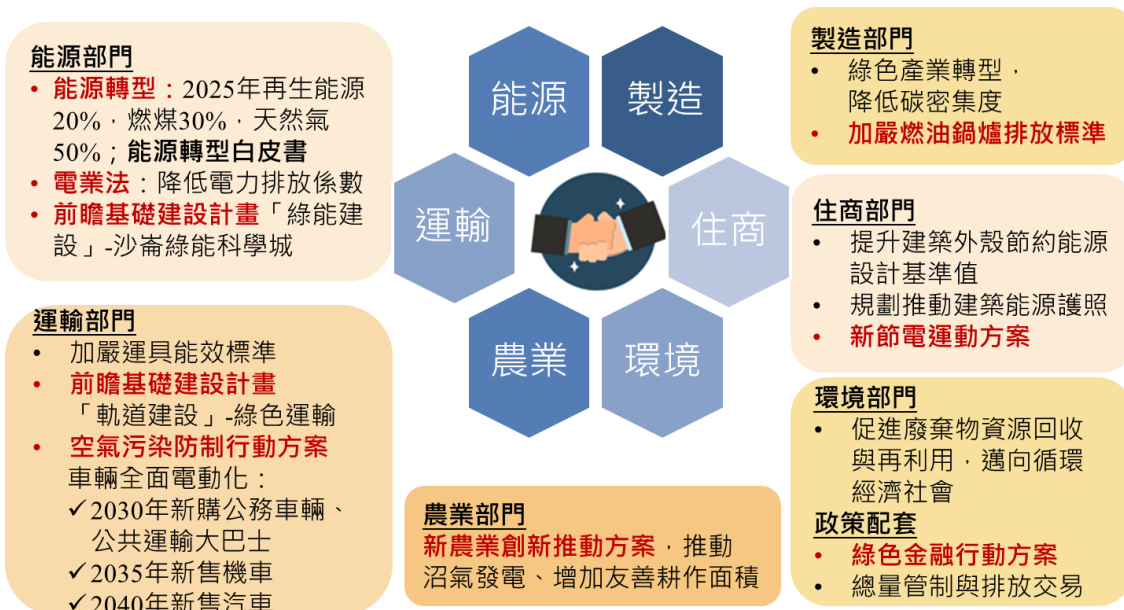 能源部門
• 能源轉型：2025年再生能源
20%，燃煤30%，天然氣
50%；能源轉型白皮書
• 電業法：降低電力排放係數
• 前瞻基礎建設計畫「綠能建
設」-沙崙綠能科學城
運輸部門
• 加嚴運具能效標準
• 前瞻基礎建設計畫
「軌道建設」-綠色運輸
• 空氣污染防制行動方案
車輛全面電動化：
✓2030年新購公務車輛、
公共運輸大巴士
✓2035年新售機車
✓2040年新售汽車
能源
製造
運輸
住商
農業
環境
農業部門
新農業創新推動方案，推動
沼氣發電、增加友善耕作面積
製造部門
• 綠色產業轉型，
降低碳密集度
• 加嚴燃油鍋爐排放標準
住商部門
• 提升建築外殼節約能源
設計基準值
• 規劃推動建築能源護照
• 新節電運動方案
環境部門
• 促進廢棄物資源回收
與再利用，邁向循環
經濟社會
政策配套
• 綠色金融行動方案
• 總量管制與排放交易